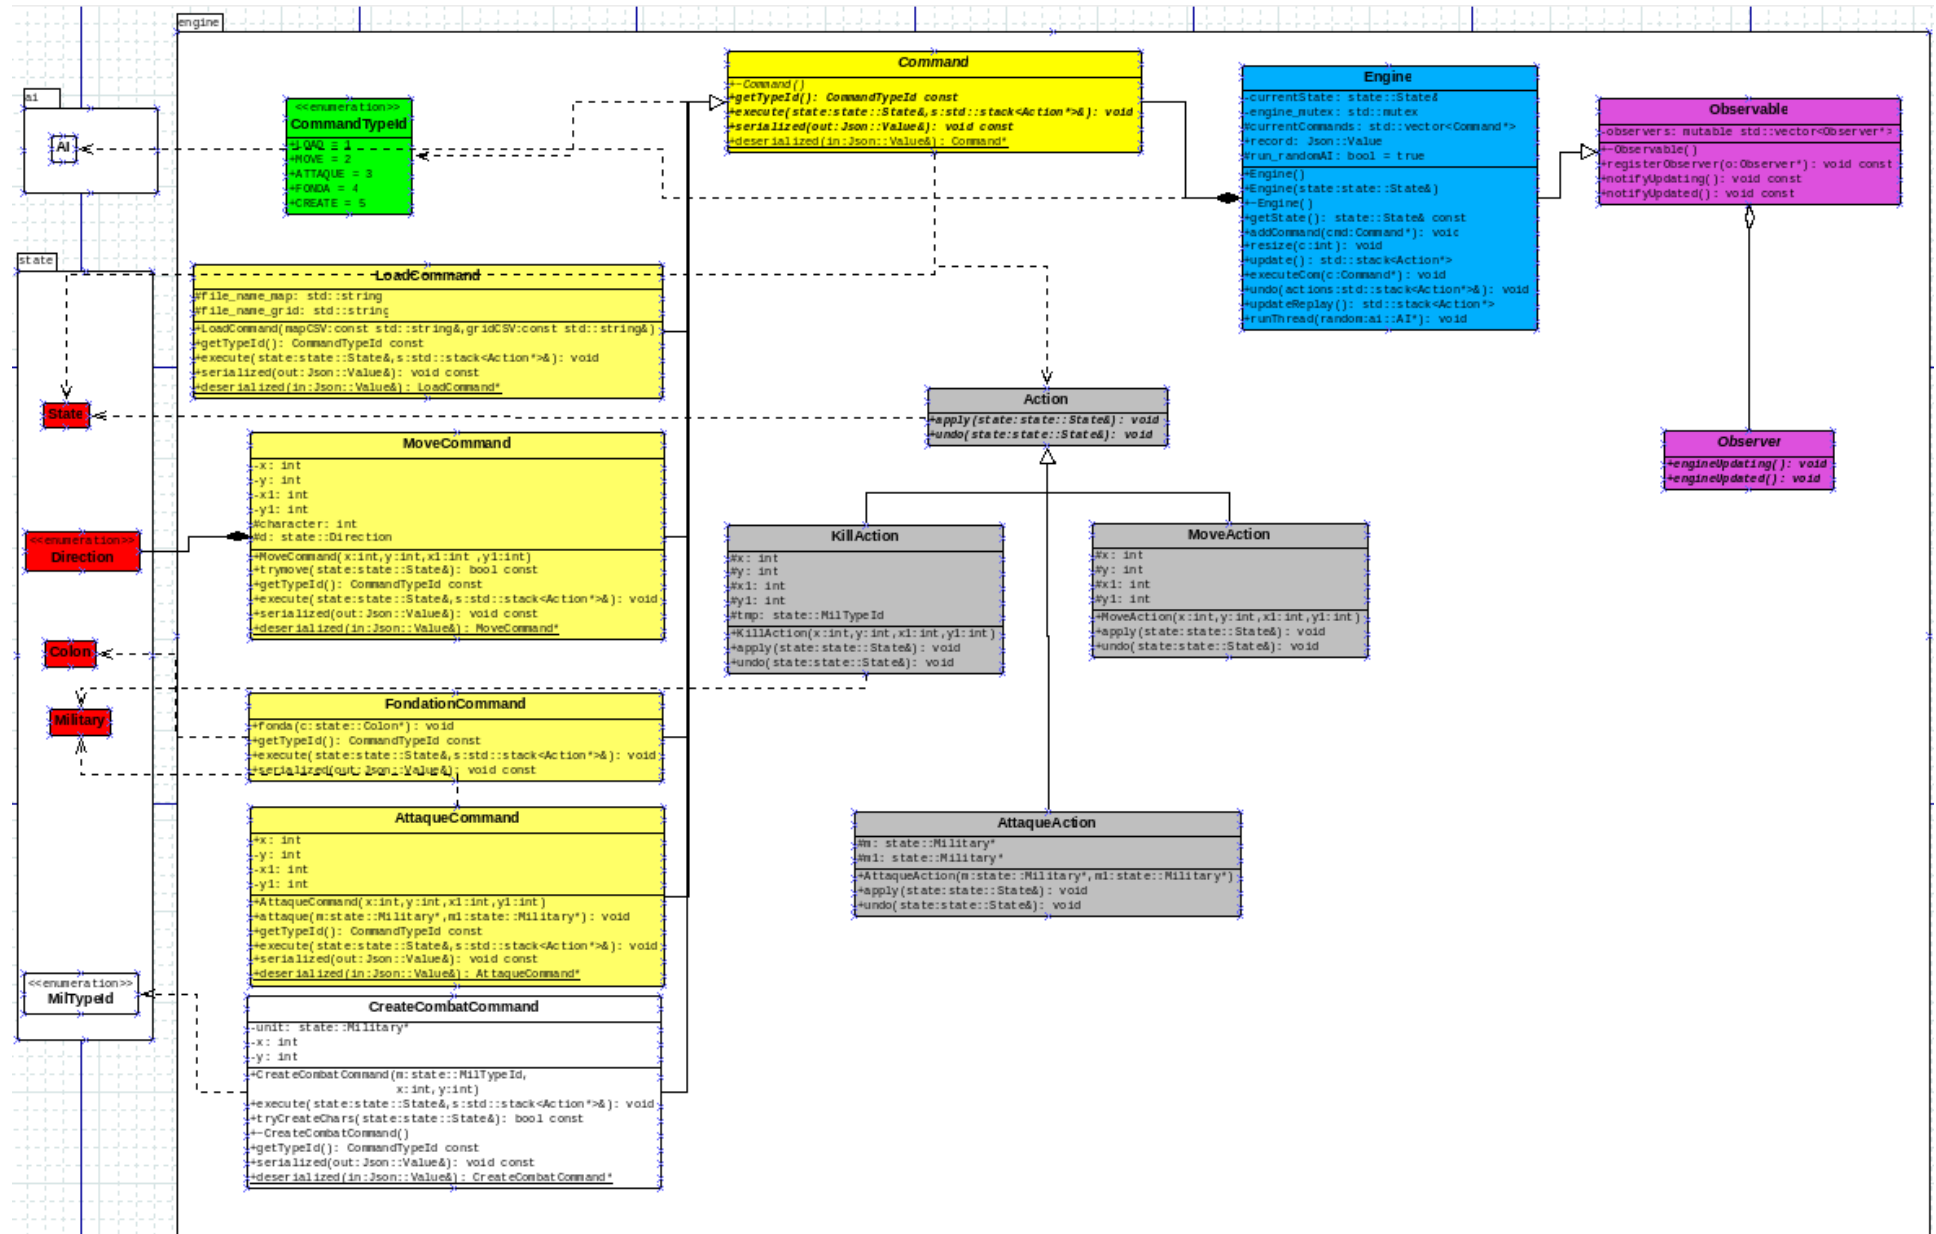 engine
ai
AI
<<enumeration>>
CommandTypeId
+LOAD = 1
+MOVE = 2
+ATTAQUE = 3
+FONDA = 4
+CREATE = 5
Command
+~Command()
+getTypeId(): CommandTypeId const
+execute(state:state::State&,s:std::stack<Action*>&): void
+serialized(out:Json::Value&): void const
+deserialized(in:Json::Value&): Command*
Engine
-currentState: state::State&
-engine_mutex: std::mutex
#currentCommands: std::vector<Command*>
+record: Json::Value
#run_randomAI: bool = true
+Engine()
+Engine(state:state::State&)
+~Engine()
+getState(): state::State& const
+addCommand(cmd:Command*): void
+resize(c:int): void
+update(): std::stack<Action*>
+executeCom(c:Command*): void
+undo(actions:std::stack<Action*>&): void
+updateReplay(): std::stack<Action*>
+runThread(random:ai::AI*): void
Observable
-observers: mutable std::vector<Observer*>
+~Observable()
+registerObserver(o:Observer*): void const
+notifyUpdating(): void const
+notifyUpdated(): void const
Observer
+engineUpdating(): void
+engineUpdated(): void
state
State
<<enumeration>>
Direction
Colon
Military
<<enumeration>>
MilTypeId
LoadCommand
#file_name_map: std::string
#file_name_grid: std::string
+LoadCommand(mapCSV:const std::string&,gridCSV:const std::string&)
+getTypeId(): CommandTypeId const
+execute(state:state::State&,s:std::stack<Action*>&): void
+serialized(out:Json::Value&): void const
+deserialized(in:Json::Value&): LoadCommand*
MoveCommand
-x: int
-y: int
-x1: int
-y1: int
#character: int
#d: state::Direction
+MoveCommand(x:int,y:int,x1:int ,y1:int)
+trymove(state:state::State&): bool const
+getTypeId(): CommandTypeId const
+execute(state:state::State&,s:std::stack<Action*>&): void
+serialized(out:Json::Value&): void const
+deserialized(in:Json::Value&): MoveCommand*
FondationCommand
+fonda(c:state::Colon*): void
+getTypeId(): CommandTypeId const
+execute(state:state::State&,s:std::stack<Action*>&): void
+serialized(out:Json::Value&): void const
AttaqueCommand
+x: int
-y: int
-x1: int
-y1: int
+AttaqueCommand(x:int,y:int,x1:int,y1:int)
+attaque(m:state::Military*,m1:state::Military*): void
+getTypeId(): CommandTypeId const
+execute(state:state::State&,s:std::stack<Action*>&): void
+serialized(out:Json::Value&): void const
+deserialized(in:Json::Value&): AttaqueCommand*
CreateCombatCommand
-unit: state::Military*
-x: int
-y: int
+CreateCombatCommand(m:state::MilTypeId,
x:int,y:int)
+execute(state:state::State&,s:std::stack<Action*>&): void
+tryCreateChars(state:state::State&): bool const
+~CreateCombatCommand()
+getTypeId(): CommandTypeId const
+serialized(out:Json::Value&): void const
+deserialized(in:Json::Value&): CreateCombatCommand*
Action
+apply(state:state::State&): void
+undo(state:state::State&): void
KillAction
#x: int
#y: int
#x1: int
#y1: int
#tmp: state::MilTypeId
+KillAction(x:int,y:int,x1:int,y1:int)
+apply(state:state::State&): void
+undo(state:state::State&): void
MoveAction
#x: int
#y: int
#x1: int
#y1: int
+MoveAction(x:int,y:int,x1:int,y1:int)
+apply(state:state::State&): void
+undo(state:state::State&): void
AttaqueAction
#m: state::Military*
#m1: state::Military*
+AttaqueAction(m:state::Military*,m1:state::Military*)
+apply(state:state::State&): void
+undo(state:state::State&): void